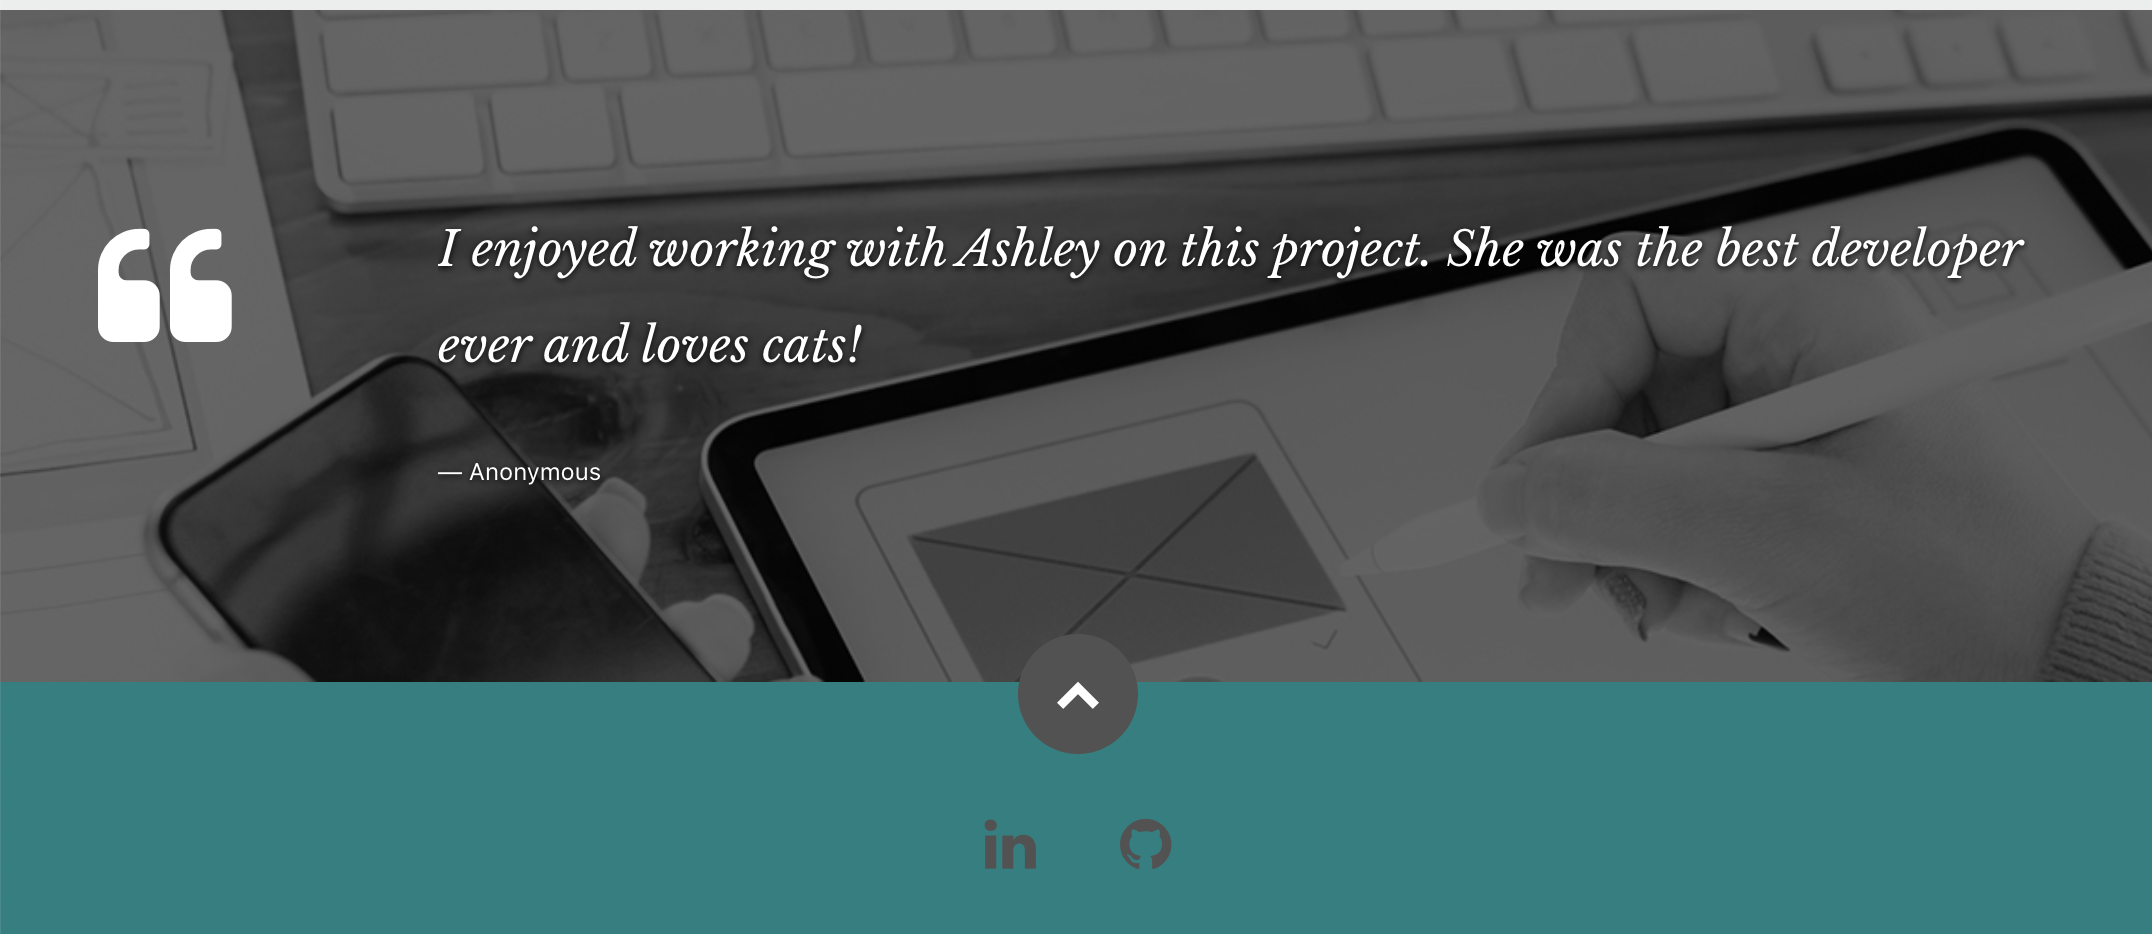 I enjoyed working with Ashley on this project. She was the best developer
ever and loves cats!
— Anonymous
in